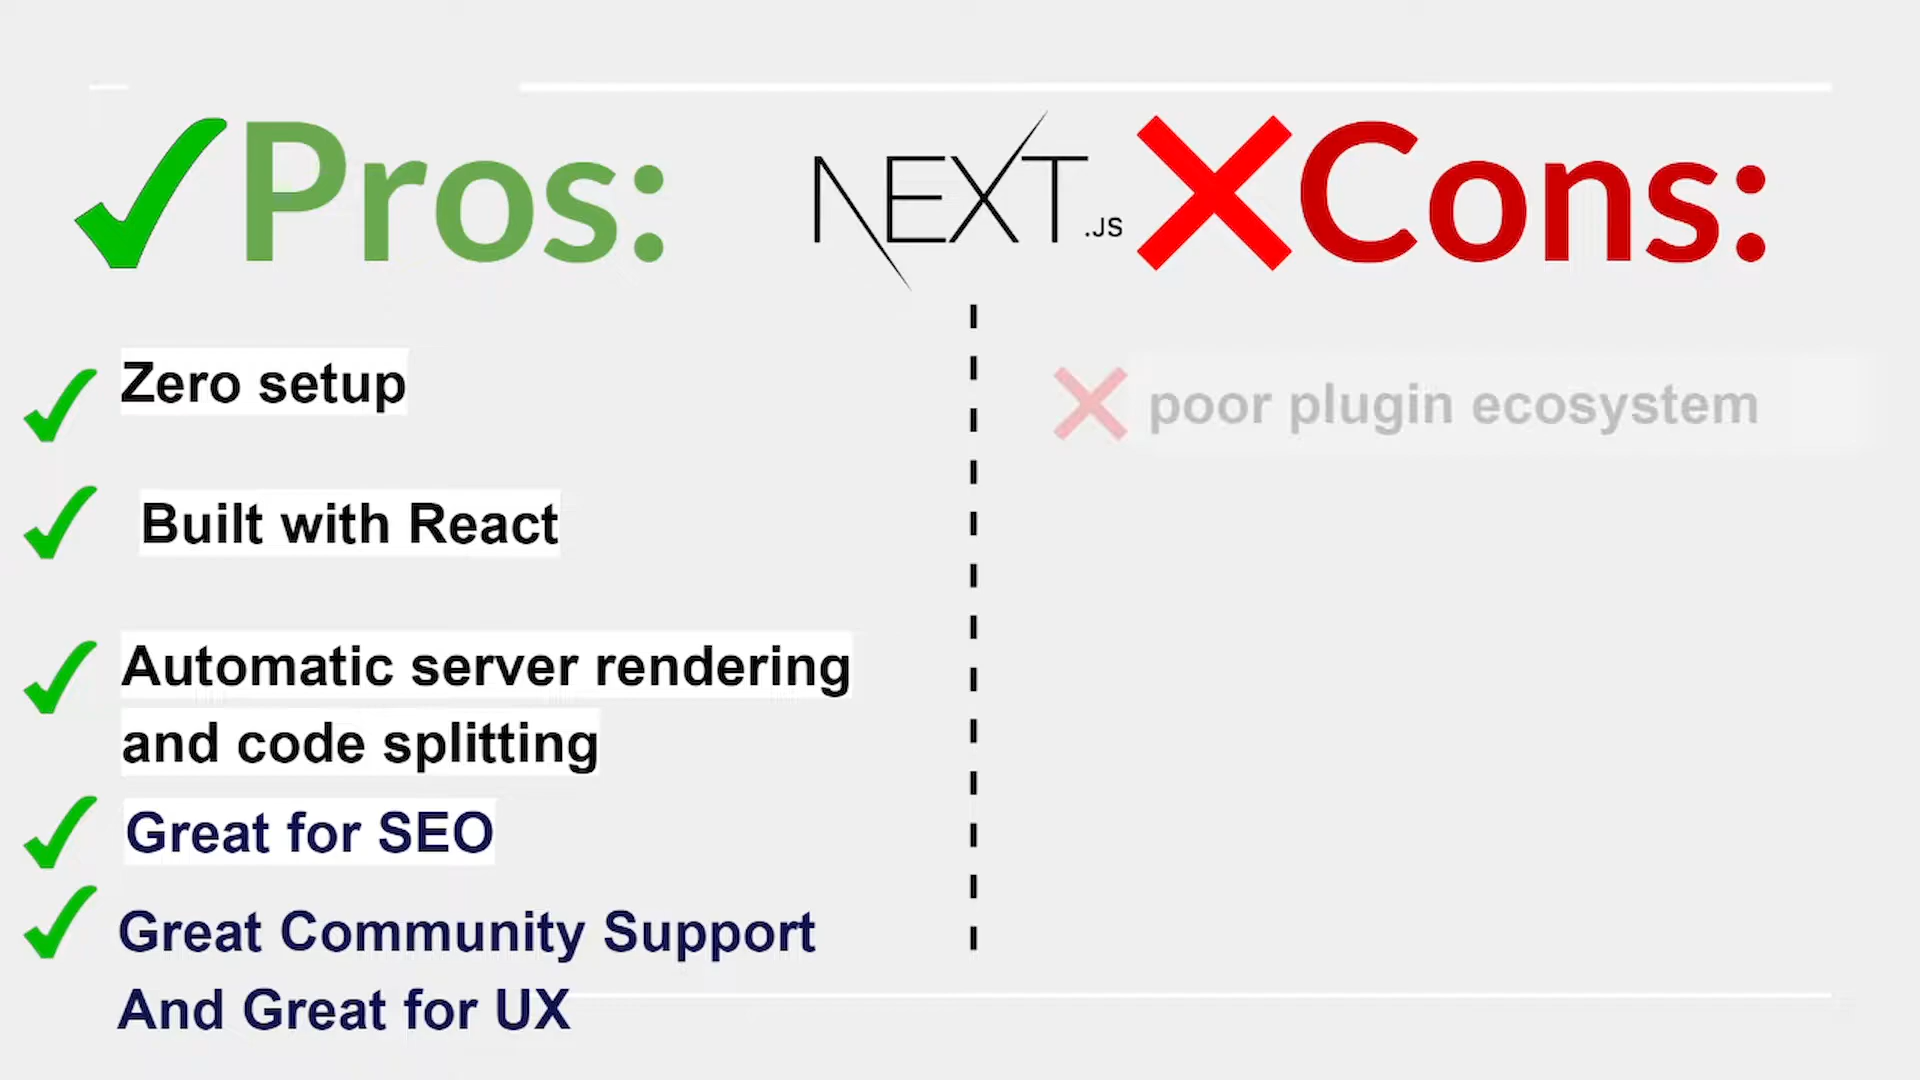 Pros:
NEXT.JS
Cons:
Zero setup
Built with React
Automatic server rendering
and code splitting
Great for SEO
Great Community Support
And Great for UX
poor plugin ecosystem